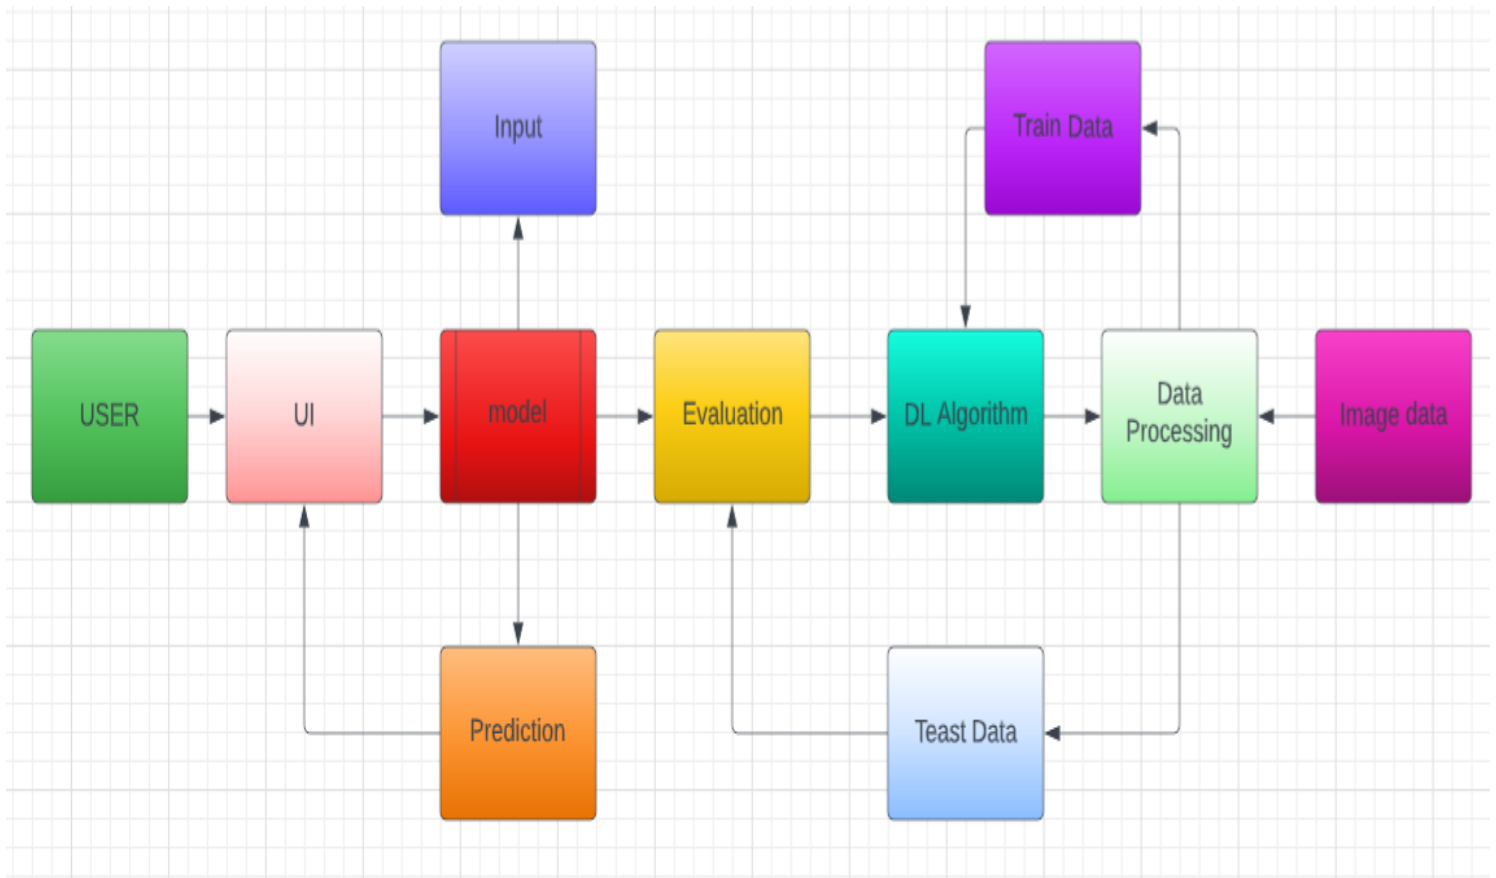 Input
Train Data
USER
UI
model
Evaluation
DL Algorithm
Data
Processing
Image data
Prediction
Teast Data